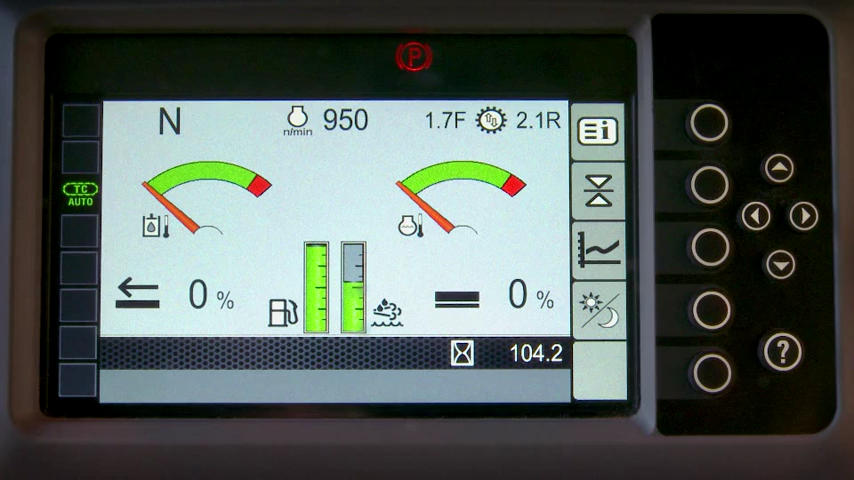 P
N
n/min
950
1.7F
2.1R
TC
AUTO
0 %
0 %
104.2
?